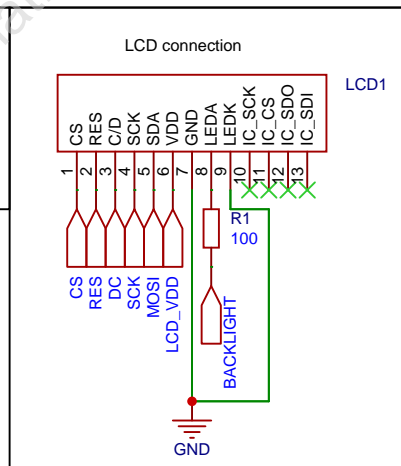 LCD connection
LCD1
CS
RES
C/D
SCK
SDA
VDD
GND
LEDA
LEDK
IC_SCK
IC_CS
IC_SDO
IC_SDI
1
2
3
4
5
6
7
8
9
10
11
12
13
R1
100
CS
RES
DC
SCK
MOSI
LCD_VDD
BACKLIGHT
GND